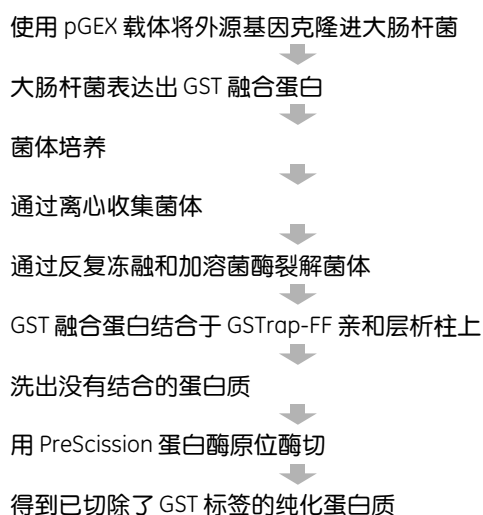 使用 pGEX 载体将外源基因克隆进大肠杆菌
大肠杆菌表达出 GST 融合蛋白
菌体培养
通过离心收集菌体
通过反复冻融和加溶菌酶裂解菌体
GST 融合蛋白结合于 GSTrap-FF 亲和层析柱上
洗出没有结合的蛋白质
用 PreScission 蛋白酶原位酶切
得到已切除了 GST 标签的纯化蛋白质